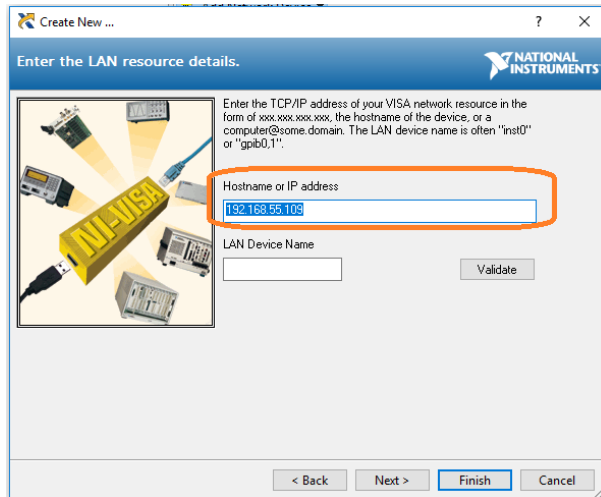 Create New ...
?
Enter the LAN resource details.
NATIONAL
INSTRUMENTS
Enter the TCP/IP address of your VISA network resource in the
form of xxx.xxx.xxx.xxx, the hostname of the device, or a
computer@some.domain. The LAN device name is often "inst0"
or "gpib0,1".
NI-VISA
Hostname or IP address
192.168.55.109
LAN Device Name
Validate
< Back
Next >
Finish
Cancel